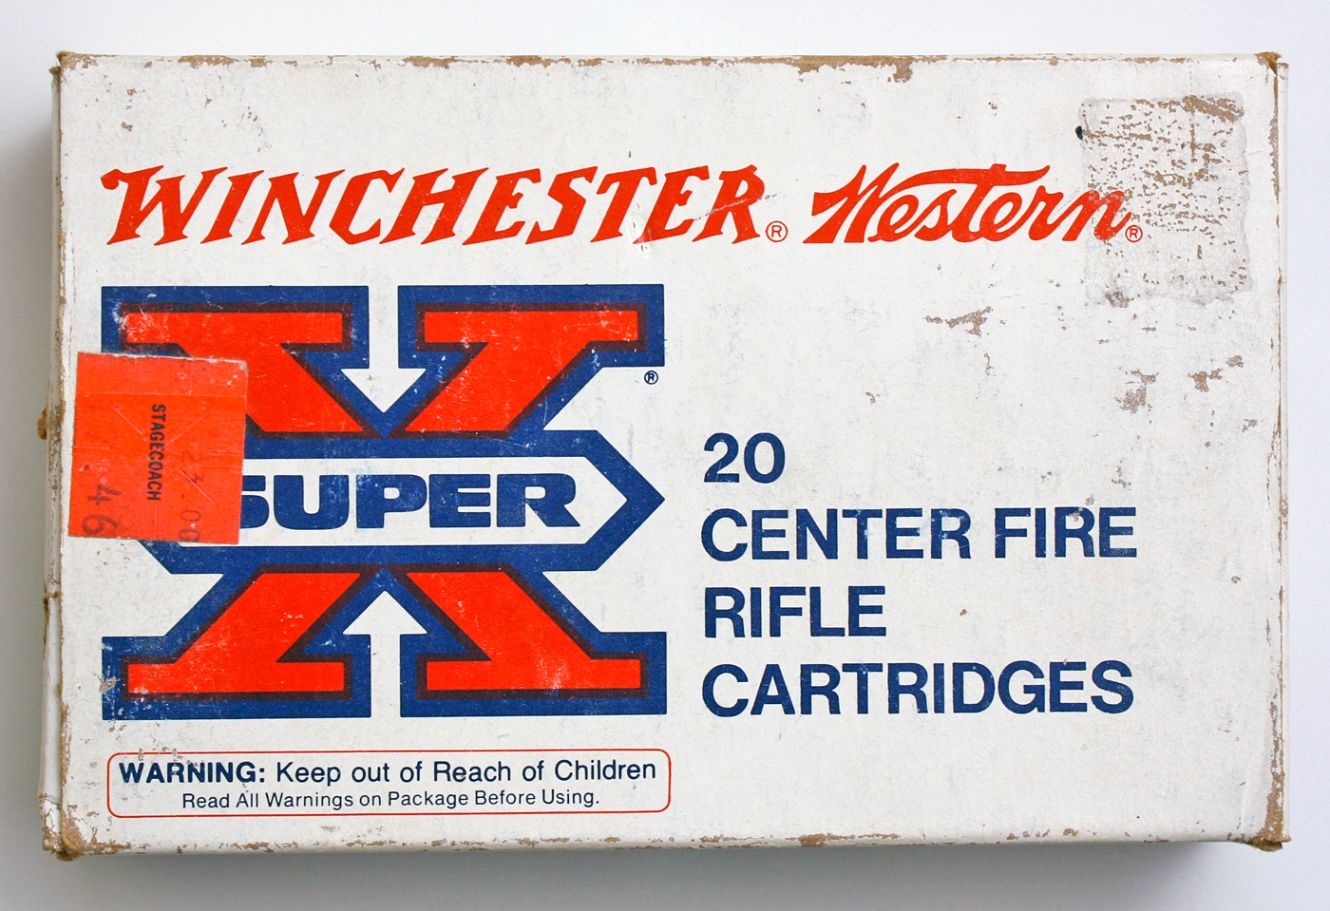 WINCHESTER® Western®
®
STAGECOACH
SUPER
20
CENTER FIRE
RIFLE
CARTRIDGES
WARNING: Keep out of Reach of Children
Read All Warnings on Package Before Using.